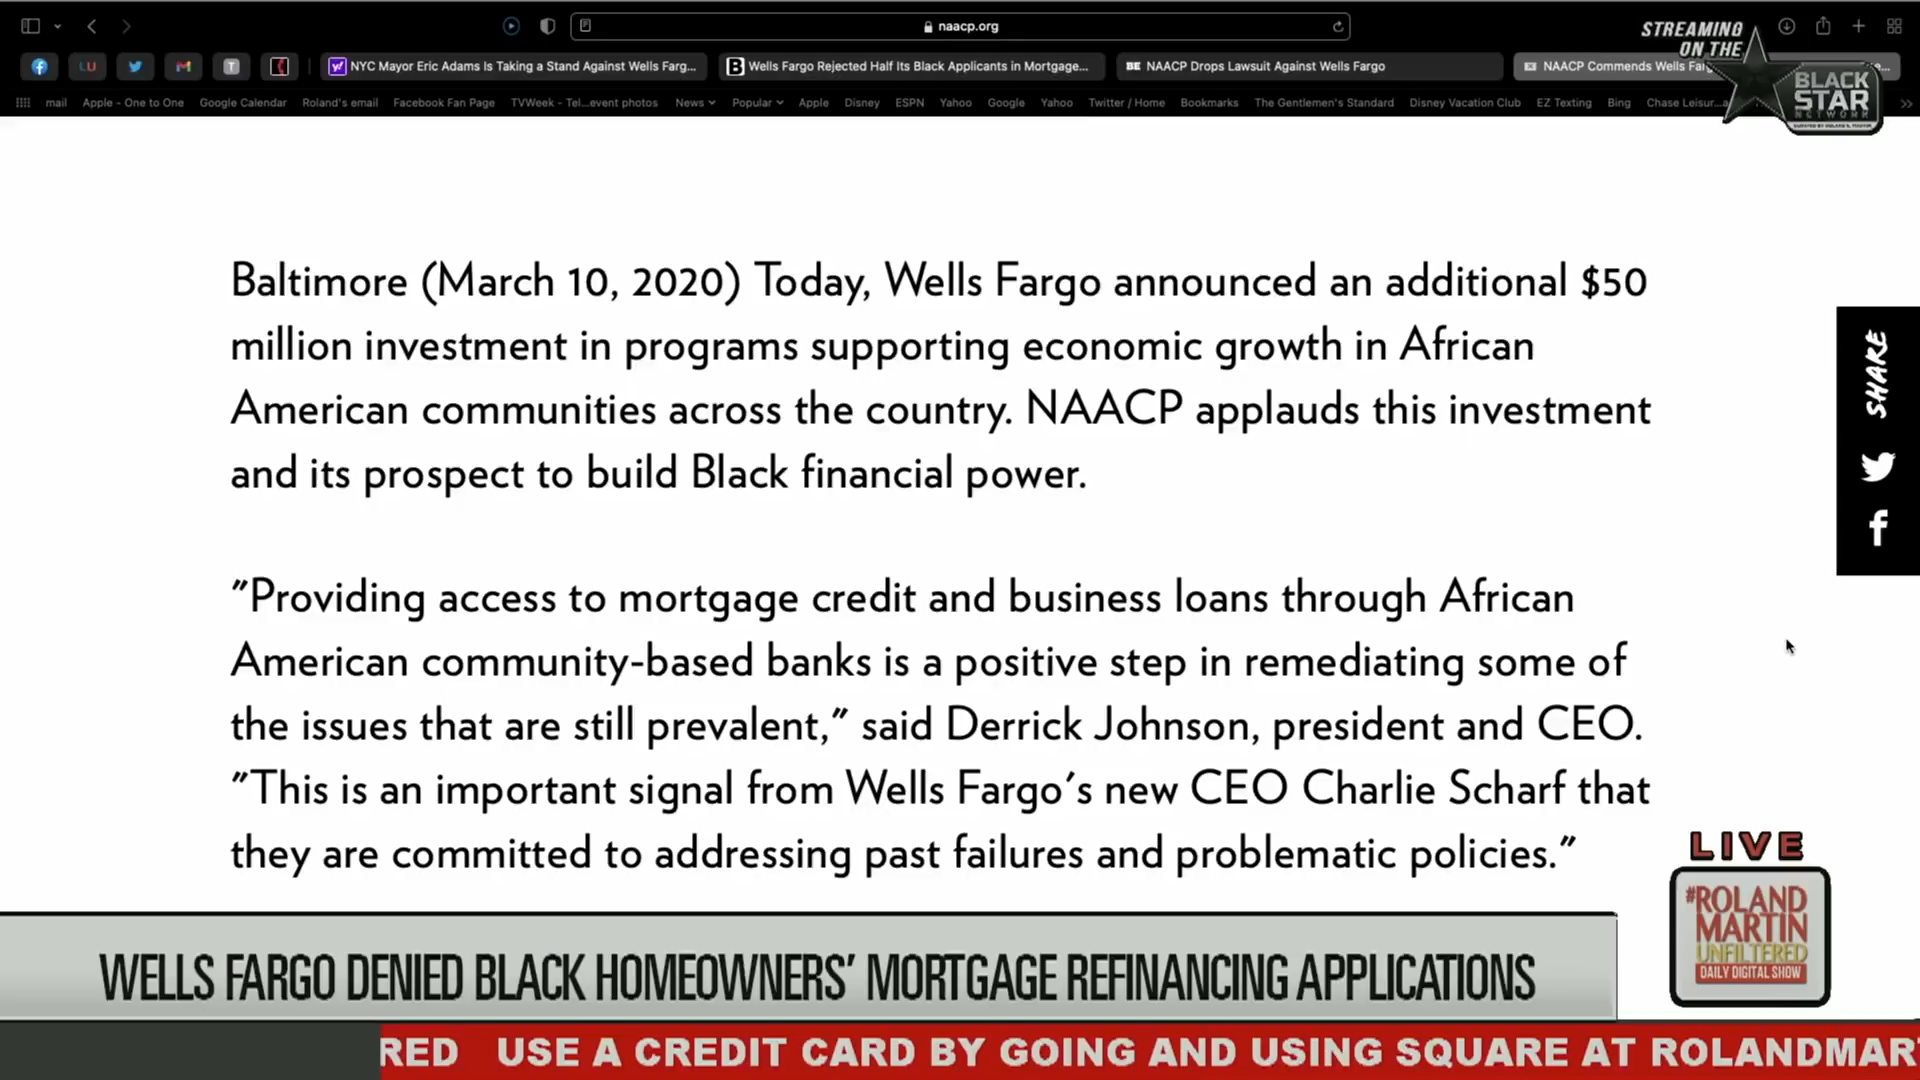 naacp.org
STREAMING
ON THE
BLACK
STAR
NETWORK
NYC Mayor Eric Adams Is Taking a Stand Against Wells Farg...
Wells Fargo Rejected Half Its Black Applicants in Mortgage...
NAACP Drops Lawsuit Against Wells Fargo
NAACP Commends Wells Far
mail
Apple - One to One
Google Calendar
Roland's email
Facebook Fan Page
TVWeek - Tel...event photos
News
Popular
Apple
Disney
ESPN
Yahoo
Google
Yahoo
Twitter / Home
Bookmarks
The Gentlemen's Standard
Disney Vacation Club
EZ Texting
Bing
Chase Leisur...
Baltimore (March 10, 2020) Today, Wells Fargo announced an additional $50
million investment in programs supporting economic growth in African
American communities across the country. NAACP applauds this investment
and its prospect to build Black financial power.
"Providing access to mortgage credit and business loans through African
American community-based banks is a positive step in remediating some of
the issues that are still prevalent," said Derrick Johnson, president and CEO.
"This is an important signal from Wells Fargo's new CEO Charlie Scharf that
they are committed to addressing past failures and problematic policies."
SHARE
LIVE
#ROLAND
MARTIN
UNFILTERED
DAILY DIGITAL SHOW
WELLS FARGO DENIED BLACK HOMEOWNERS' MORTGAGE REFINANCING APPLICATIONS
RED USE A CREDIT CARD BY GOING AND USING SQUARE AT ROLANDMAR